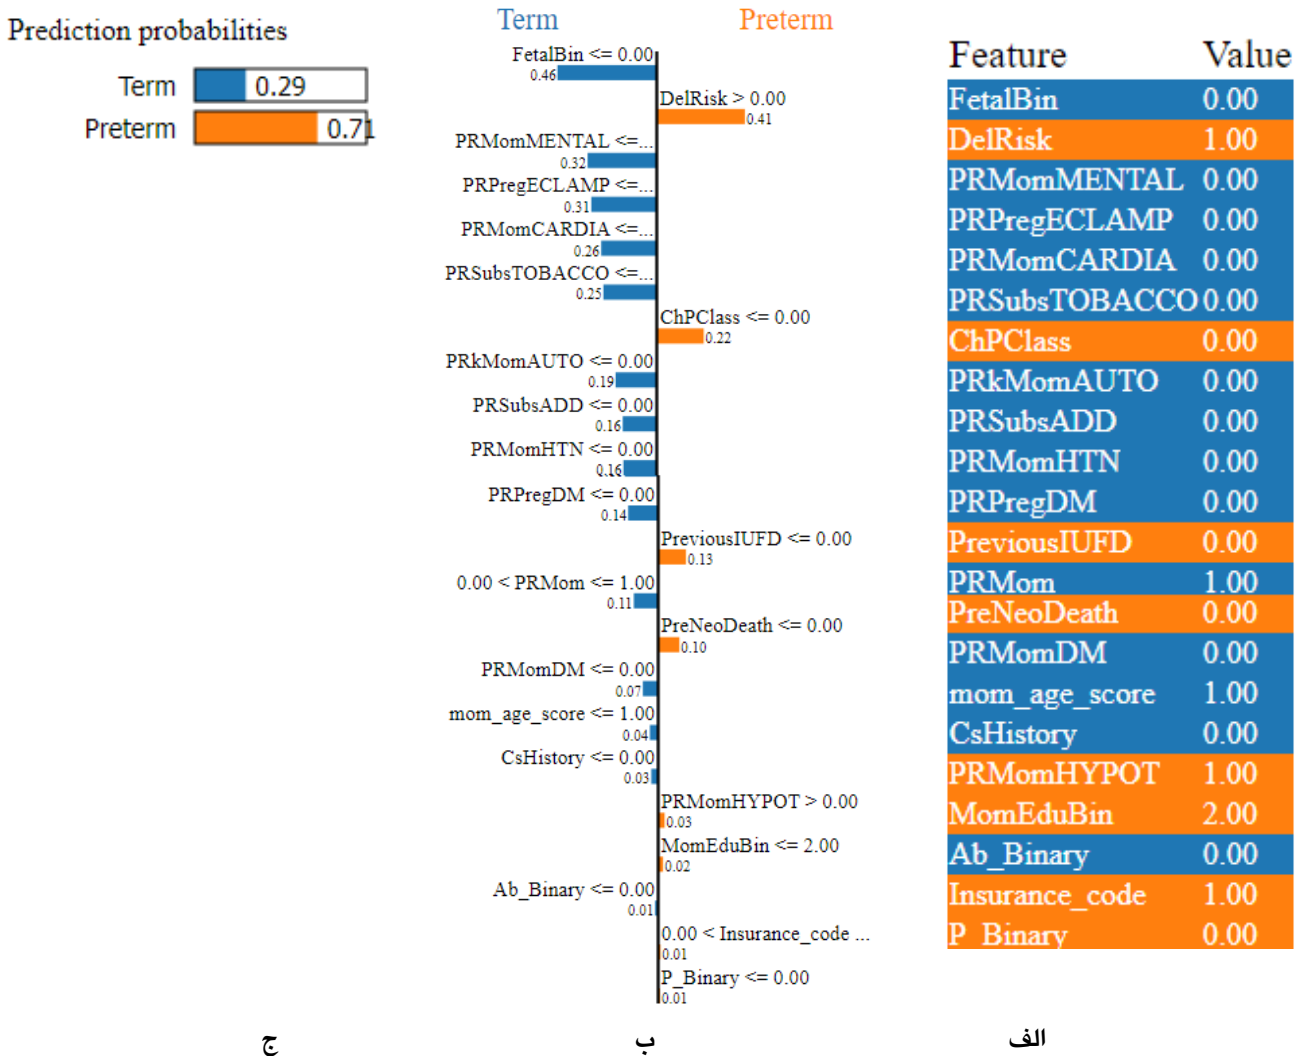 Prediction probabilities
Term 0.29
Preterm 0.71
Term Preterm
FetalBin <= 0.00
0.46
DelRisk > 0.00
0.41
PRMomMENTAL <=...
0.32
PRPregECLAMP <=...
0.31
PRMomCARDIA <=...
0.26
PRSubsTOBACCO <=...
0.25
ChPClass <= 0.00
0.22
PRkMomAUTO <= 0.00
0.19
PRSubsADD <= 0.00
0.16
PRMomHTN <= 0.00
0.16
PRPregDM <= 0.00
0.14
PreviousIUFD <= 0.00
0.13
0.00 < PRMom <= 1.00
0.11
PreNeoDeath <= 0.00
0.10
PRMomDM <= 0.00
0.07
mom_age_score <= 1.00
0.04
CsHistory <= 0.00
0.03
PRMomHYPOT > 0.00
0.03
MomEduBin <= 2.00
0.02
Ab_Binary <= 0.00
0.01
0.00 < Insurance_code ...
0.01
P_Binary <= 0.00
0.01
Feature Value
FetalBin 0.00
DelRisk 1.00
PRMomMENTAL 0.00
PRPregECLAMP 0.00
PRMomCARDIA 0.00
PRSubsTOBACCO 0.00
ChPClass 0.00
PRkMomAUTO 0.00
PRSubsADD 0.00
PRMomHTN 0.00
PRPregDM 0.00
PreviousIUFD 0.00
PRMom 1.00
PreNeoDeath 0.00
PRMomDM 0.00
mom_age_score 1.00
CsHistory 0.00
PRMomHYPOT 1.00
MomEduBin 2.00
Ab_Binary 0.00
Insurance_code 1.00
P_Binary 0.00
الف ب ج